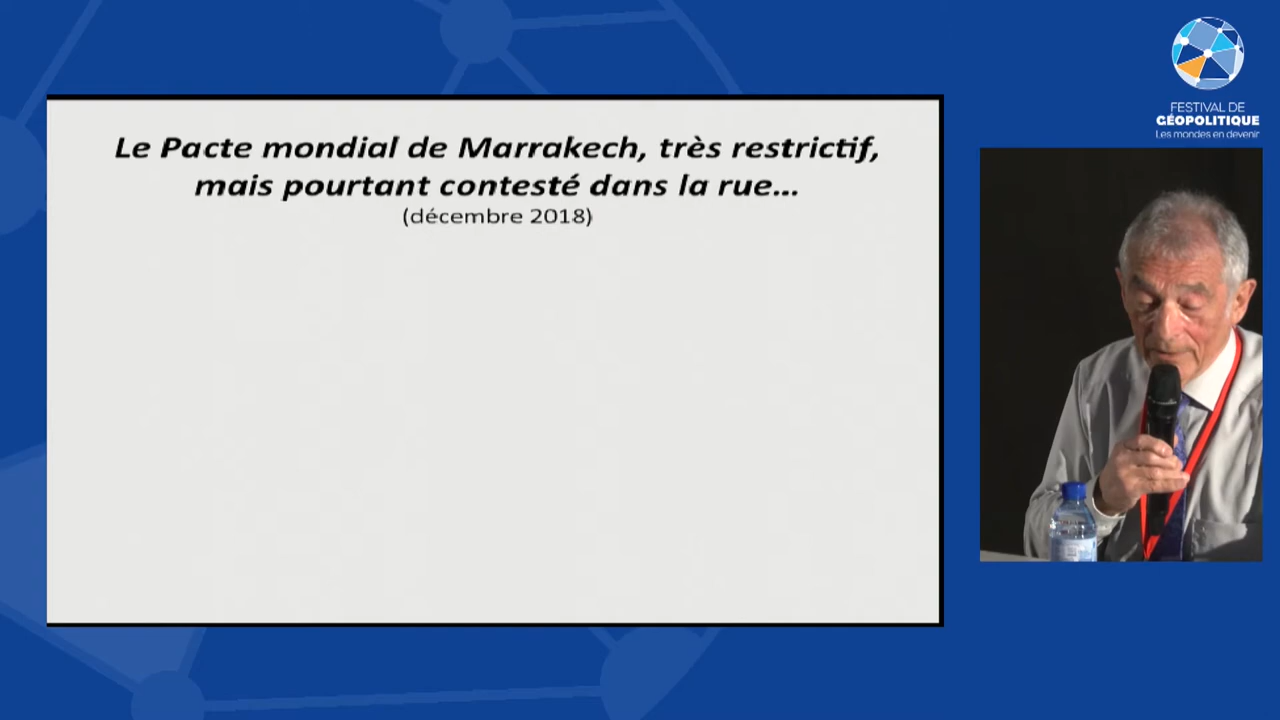 Le Pacte mondial de Marrakech, très restrictif,
mais pourtant contesté dans la rue...
(décembre 2018)
FESTIVAL DE
GÉOPOLITIQUE
Les mondes en devenir